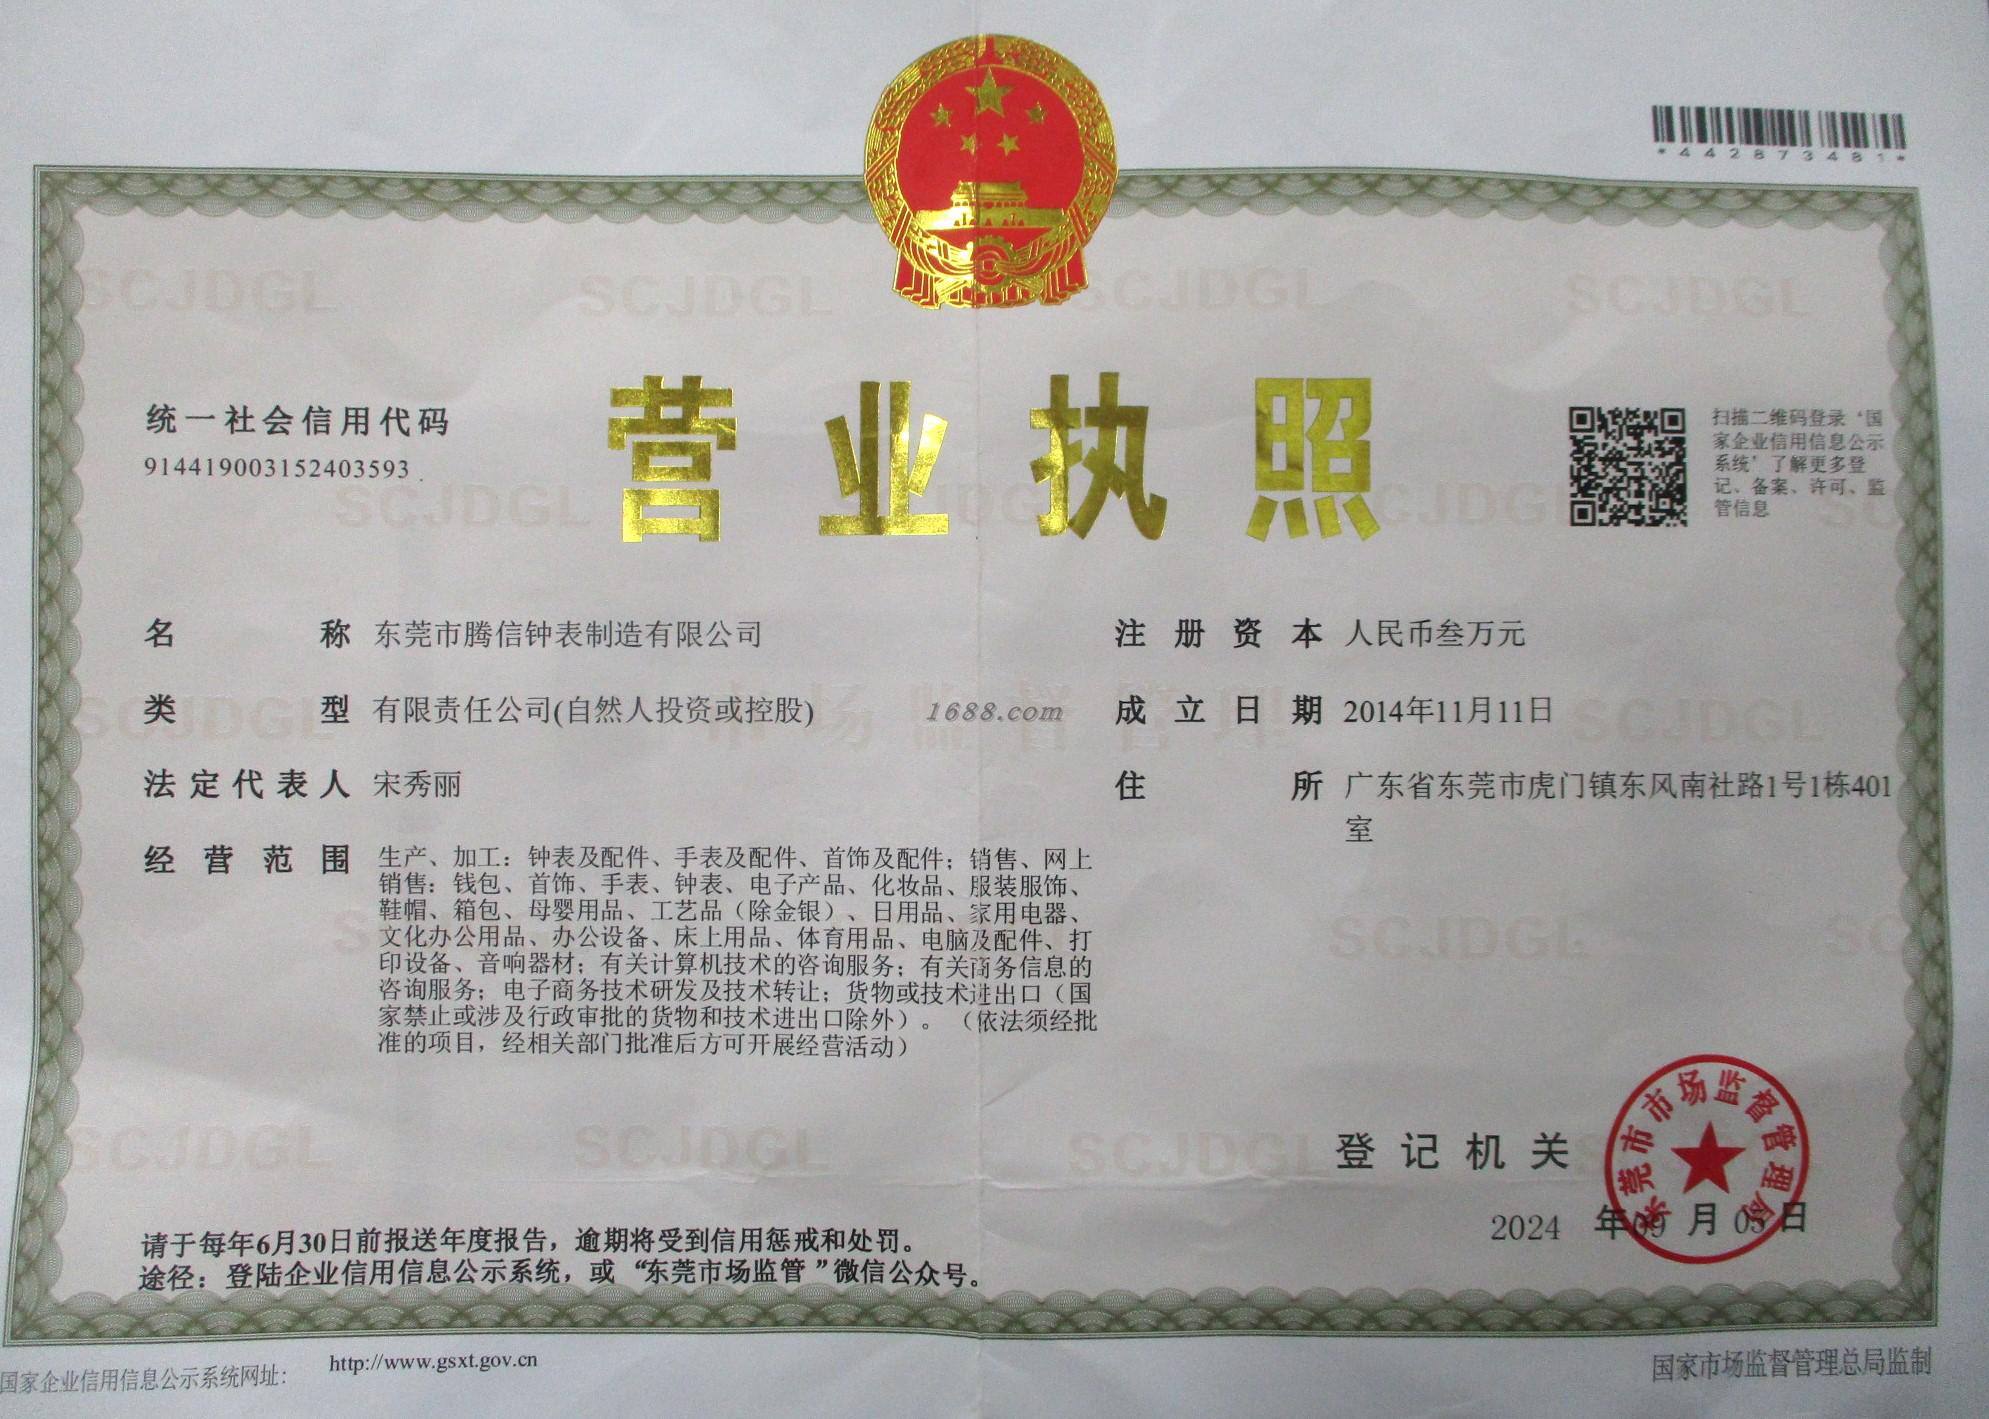 *442873481*
营业执照
统一社会信用代码
914419003152403593
扫描二维码登录‘国
家企业信用信息公示
系统’了解更多登
记、备案、许可、监
管信息
名称 东莞市腾信钟表制造有限公司
类型 有限责任公司(自然人投资或控股)
法定代表人 宋秀丽
经营范围 生产、加工：钟表及配件、手表及配件、首饰及配件；销售、网上
销售：钱包、首饰、手表、钟表、电子产品、化妆品、服装服饰、
鞋帽、箱包、母婴用品、工艺品（除金银）、日用品、家用电器、
文化办公用品、办公设备、床上用品、体育用品、电脑及配件、打
印设备、音响器材；有关计算机技术的咨询服务；有关商务信息的
咨询服务；电子商务技术研发及技术转让；货物或技术进出口（国
家禁止或涉及行政审批的货物和技术进出口除外）。（依法须经批
准的项目，经相关部门批准后方可开展经营活动）
注册资本 人民币叁万元
成立日期 2014年11月11日
住所 广东省东莞市虎门镇东风南社路1号1栋401
室
1688.com
市场监督管理
SCJDGL
登记机关
东莞市市场监督管理局
2024 年09月05日
请于每年6月30日前报送年度报告，逾期将受到信用惩戒和处罚。
途径：登陆企业信用信息公示系统，或“东莞市场监管”微信公众号。
国家企业信用信息公示系统网址： http://www.gsxt.gov.cn
国家市场监督管理总局监制